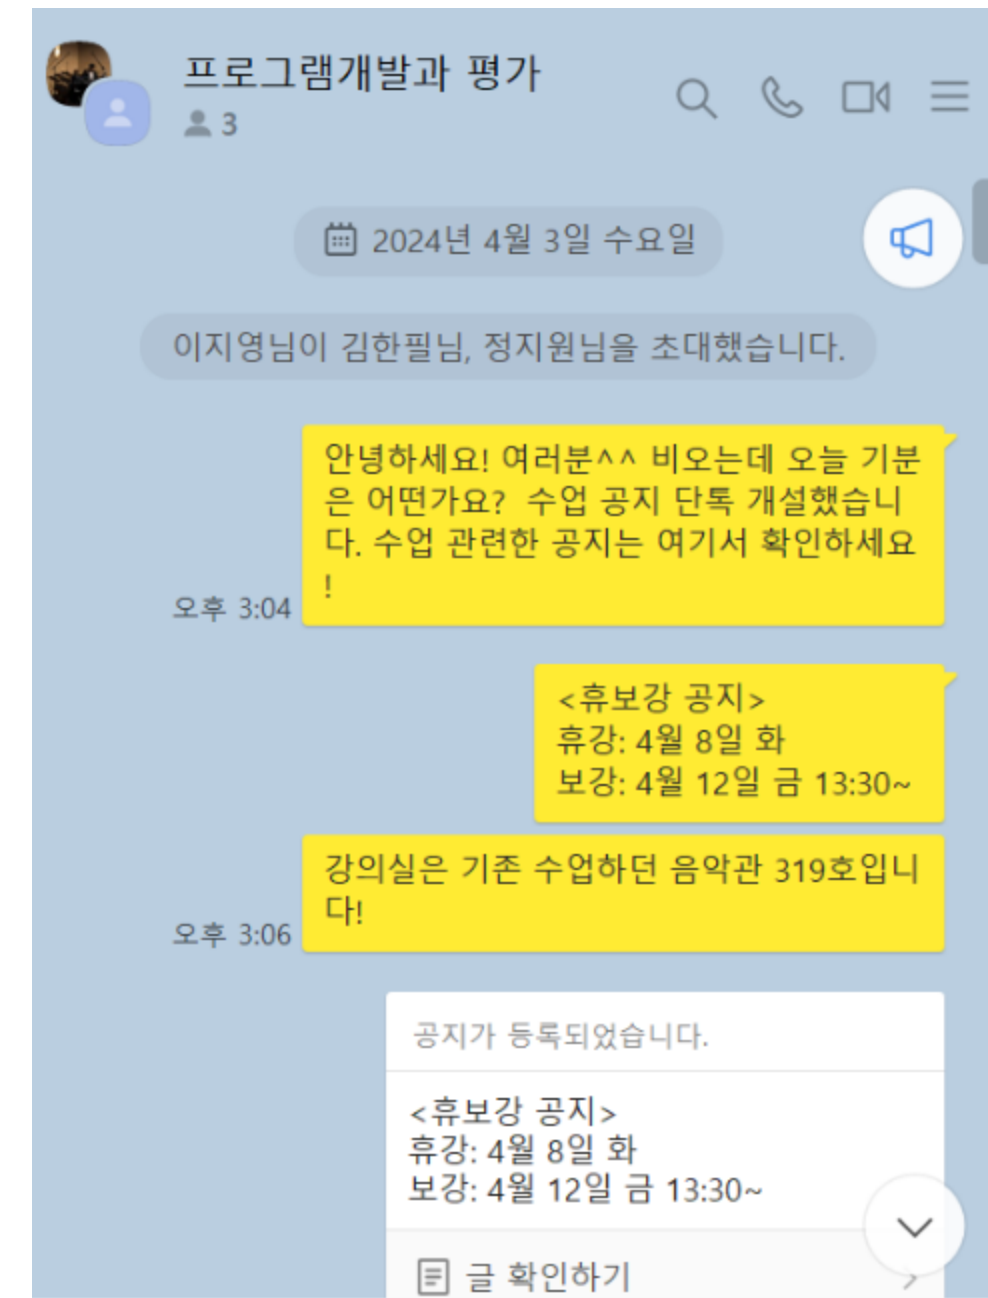 프로그램개발과 평가
3
2024년 4월 3일 수요일
이지영님이 김한필님, 정지원님을 초대했습니다.
안녕하세요! 여러분^^ 비오는데 오늘 기분
은 어떤가요?  수업 공지 단톡 개설했습니
다. 수업 관련한 공지는 여기서 확인하세요
!
오후 3:04
<휴보강 공지>
휴강: 4월 8일 화
보강: 4월 12일 금 13:30~
강의실은 기존 수업하던 음악관 319호입니
다!
오후 3:06
공지가 등록되었습니다.
<휴보강 공지>
휴강: 4월 8일 화
보강: 4월 12일 금 13:30~
글 확인하기